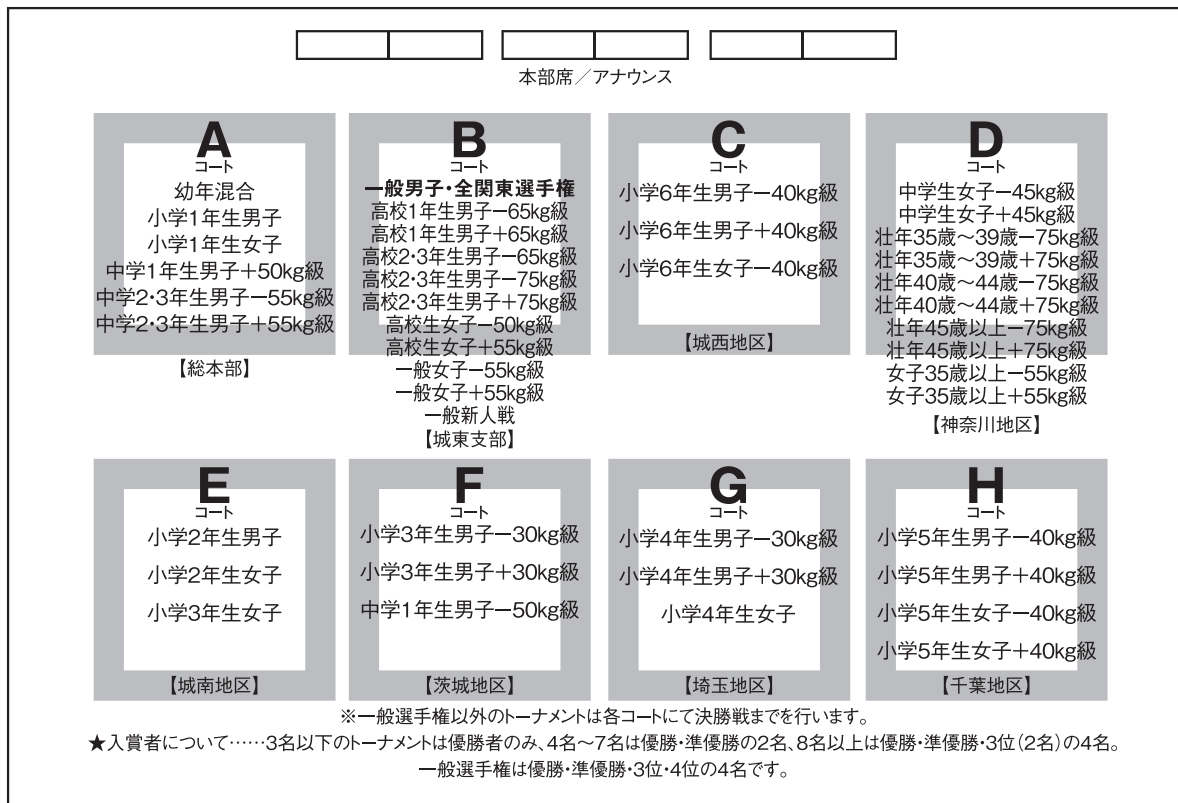 本部席／アナウンス
A
コート
幼年混合
小学1年生男子
小学1年生女子
中学1年生男子+50kg級
中学2・3年生男子−55kg級
中学2・3年生男子+55kg級
【総本部】
B
コート
一般男子・全関東選手権
高校1年生男子−65kg級
高校1年生男子+65kg級
高校2・3年生男子−65kg級
高校2・3年生男子−75kg級
高校2・3年生男子+75kg級
高校生女子−50kg級
高校生女子+55kg級
一般女子−55kg級
一般女子+55kg級
一般新人戦
【城東支部】
C
コート
小学6年生男子−40kg級
小学6年生男子+40kg級
小学6年生女子−40kg級
【城西地区】
D
コート
中学生女子−45kg級
中学生女子+45kg級
壮年35歳〜39歳−75kg級
壮年35歳〜39歳+75kg級
壮年40歳〜44歳−75kg級
壮年40歳〜44歳+75kg級
壮年45歳以上−75kg級
壮年45歳以上+75kg級
女子35歳以上−55kg級
女子35歳以上+55kg級
【神奈川地区】
E
コート
小学2年生男子
小学2年生女子
小学3年生女子
【城南地区】
F
コート
小学3年生男子−30kg級
小学3年生男子+30kg級
中学1年生男子−50kg級
【茨城地区】
G
コート
小学4年生男子−30kg級
小学4年生男子+30kg級
小学4年生女子
【埼玉地区】
H
コート
小学5年生男子−40kg級
小学5年生男子+40kg級
小学5年生女子−40kg級
小学5年生女子+40kg級
【千葉地区】
※一般選手権以外のトーナメントは各コートにて決勝戦までを行います。
★入賞者について……3名以下のトーナメントは優勝者のみ、4名〜7名は優勝・準優勝の2名、8名以上は優勝・準優勝・3位(2名)の4名。
一般選手権は優勝・準優勝・3位・4位の4名です。